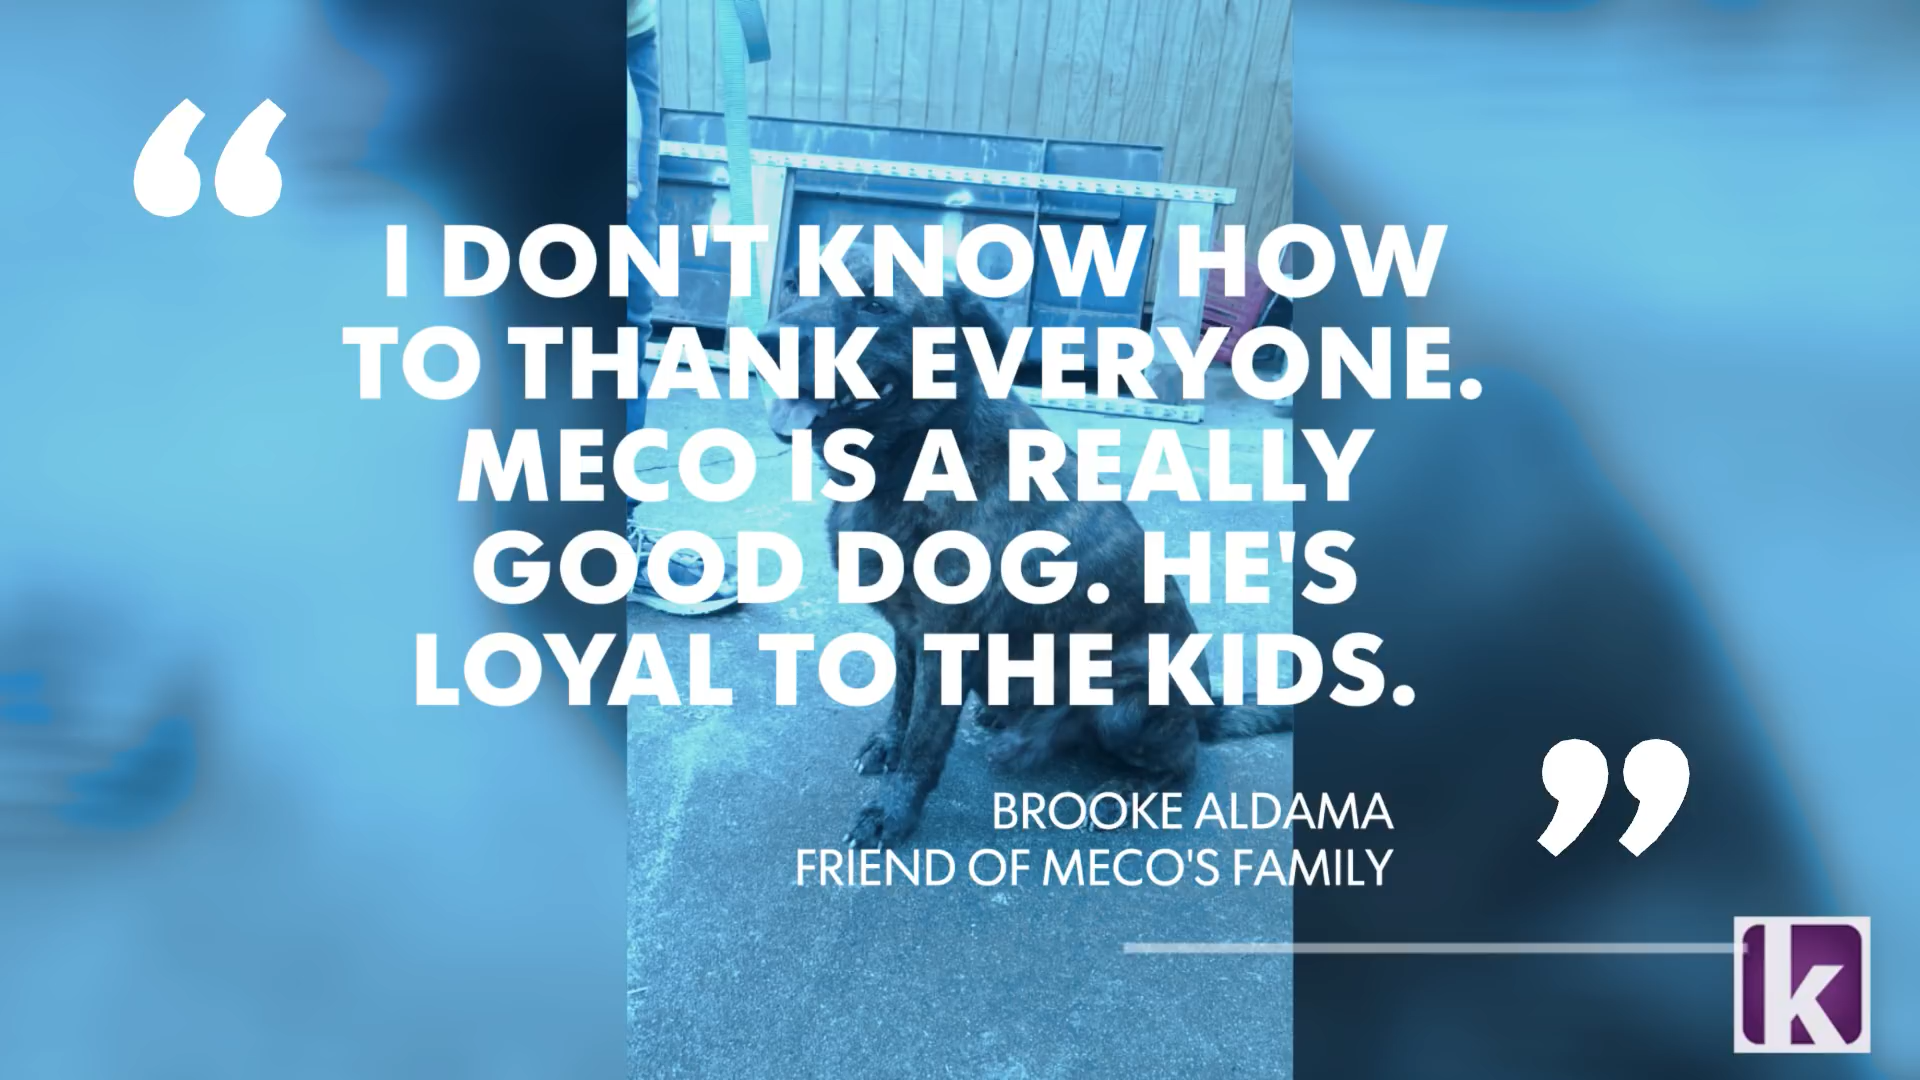 “
I DON'T KNOW HOW
TO THANK EVERYONE.
MECO IS A REALLY
GOOD DOG. HE'S
LOYAL TO THE KIDS.
”
BROOKE ALDAMA
FRIEND OF MECO'S FAMILY
k